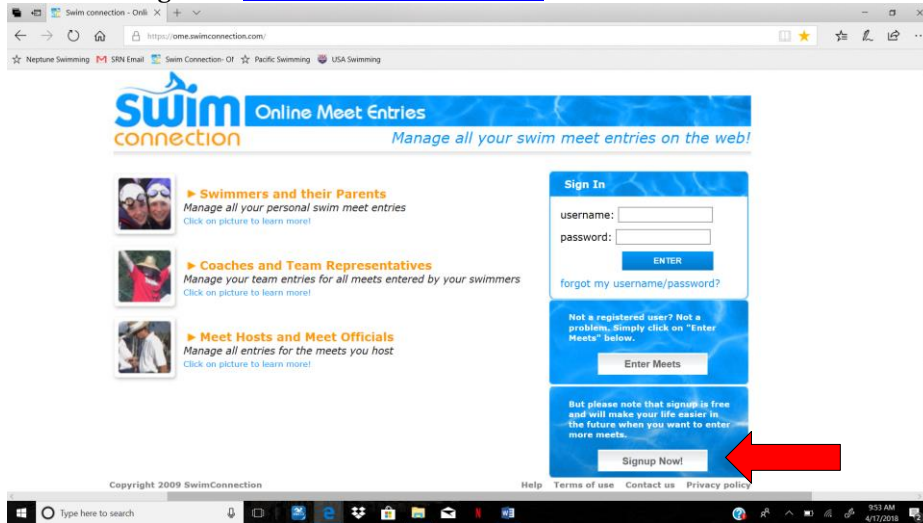 Swim connection - Onli
https://ome.swimconnection.com/
Neptune Swimming SRN Email Swim Connection- Of Pacific Swimming USA Swimming
swim connection
Online Meet Entries
Manage all your swim meet entries on the web!
Swimmers and their Parents
Manage all your personal swim meet entries
Click on picture to learn more!
Coaches and Team Representatives
Manage your team entries for all meets entered by your swimmers
Click on picture to learn more!
Meet Hosts and Meet Officials
Manage all entries for the meets you host
Click on picture to learn more!
Sign In
username:
password:
ENTER
forgot my username/password?
Not a registered user? Not a
problem. Simply click on "Enter
Meets" below.
Enter Meets
But please note that signup is free
and will make your life easier in
the future when you want to enter
more meets.
Signup Now!
Copyright 2009 SwimConnection Help Terms of use Contact us Privacy policy
Type here to search
9:53 AM
4/17/2018